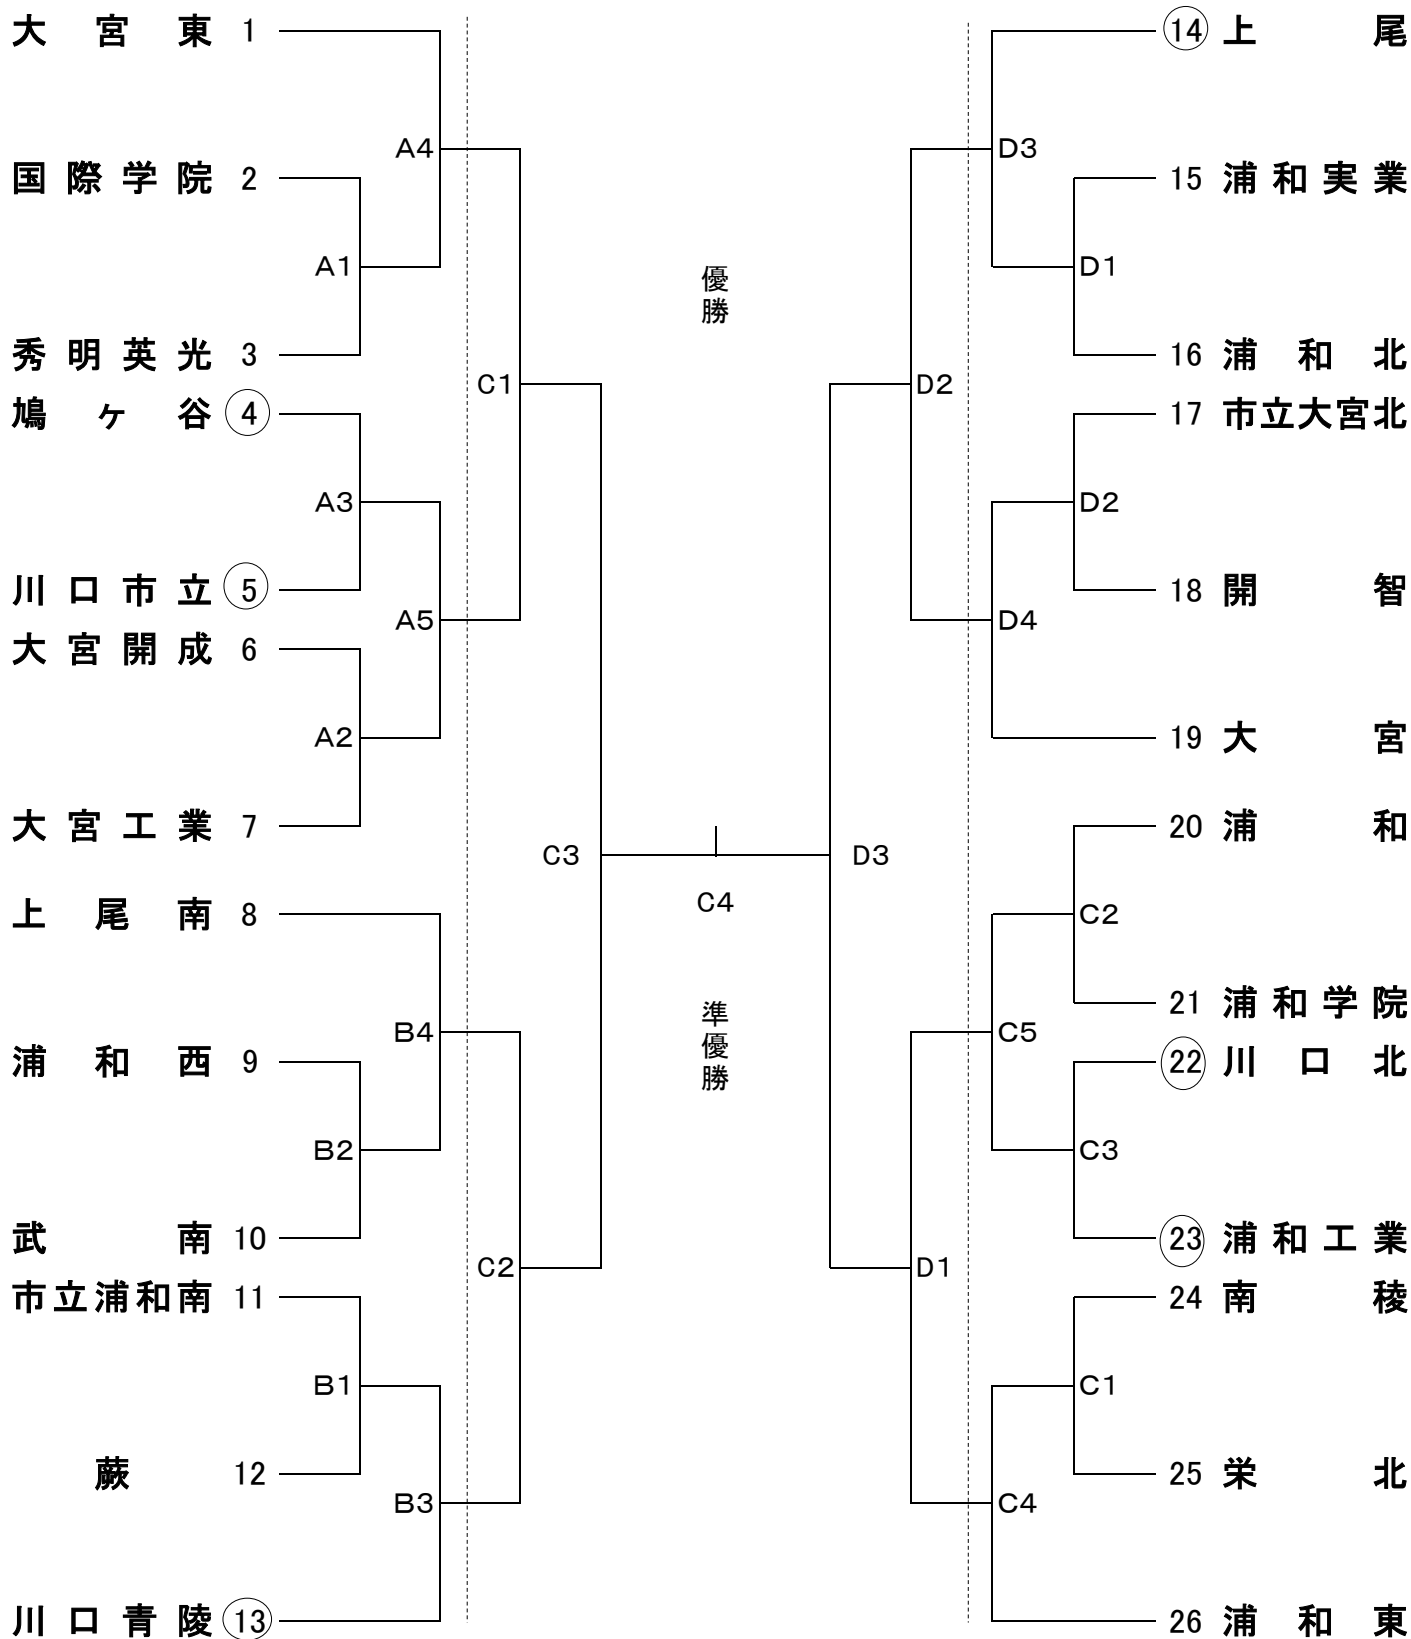 大宮東 1
A4
国際学院 2
A1
秀明英光 3
C1
鳩ヶ谷 4
A3
川口市立 5
A5
大宮開成 6
A2
大宮工業 7
C3
上尾南 8
B4
浦和西 9
B2
武南 10
C2
市立浦和南 11
B1
蕨 12
B3
川口青陵 13
優勝
C4
準優勝
14 上尾
D3
15 浦和実業
D1
16 浦和北
D2
17 市立大宮北
D2
18 開智
D4
19 大宮
D3
20 浦和
C2
21 浦和学院
C5
22 川口北
C3
23 浦和工業
D1
24 南稜
C1
25 栄北
C4
26 浦和東